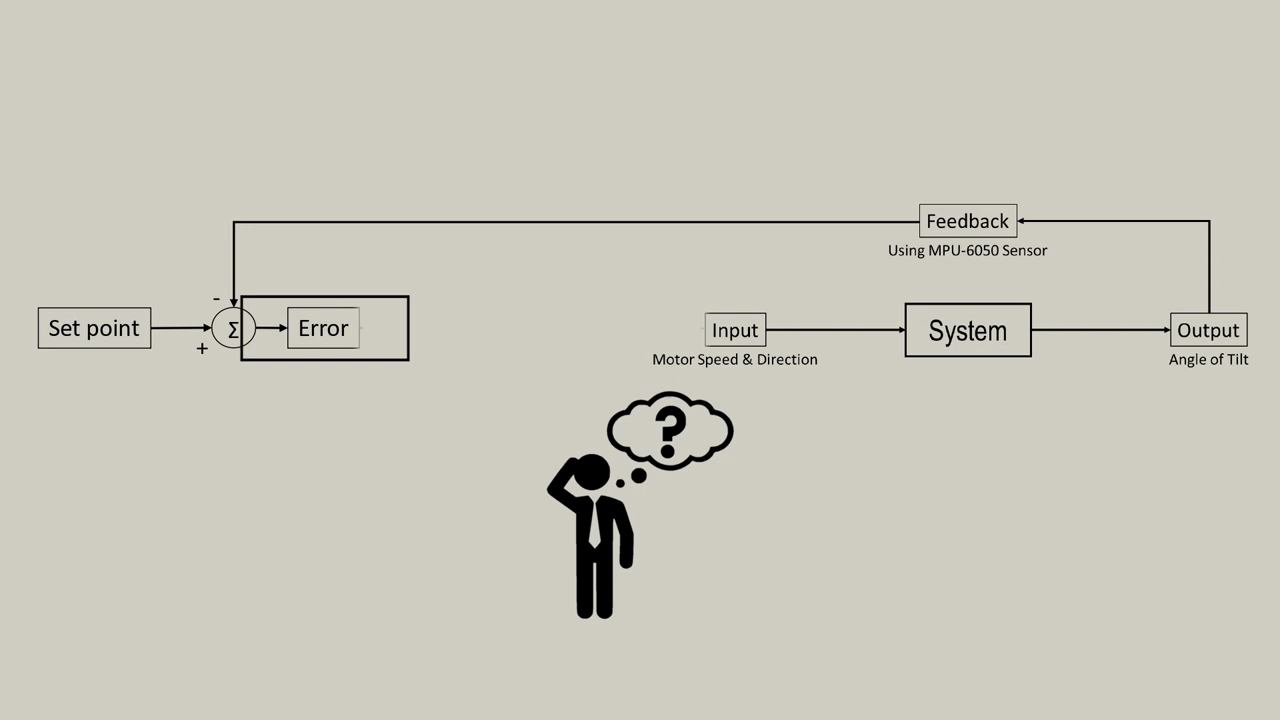 Feedback
Using MPU-6050 Sensor
-
Set point
+
Σ
Error
Input
Motor Speed & Direction
System
Output
Angle of Tilt
?